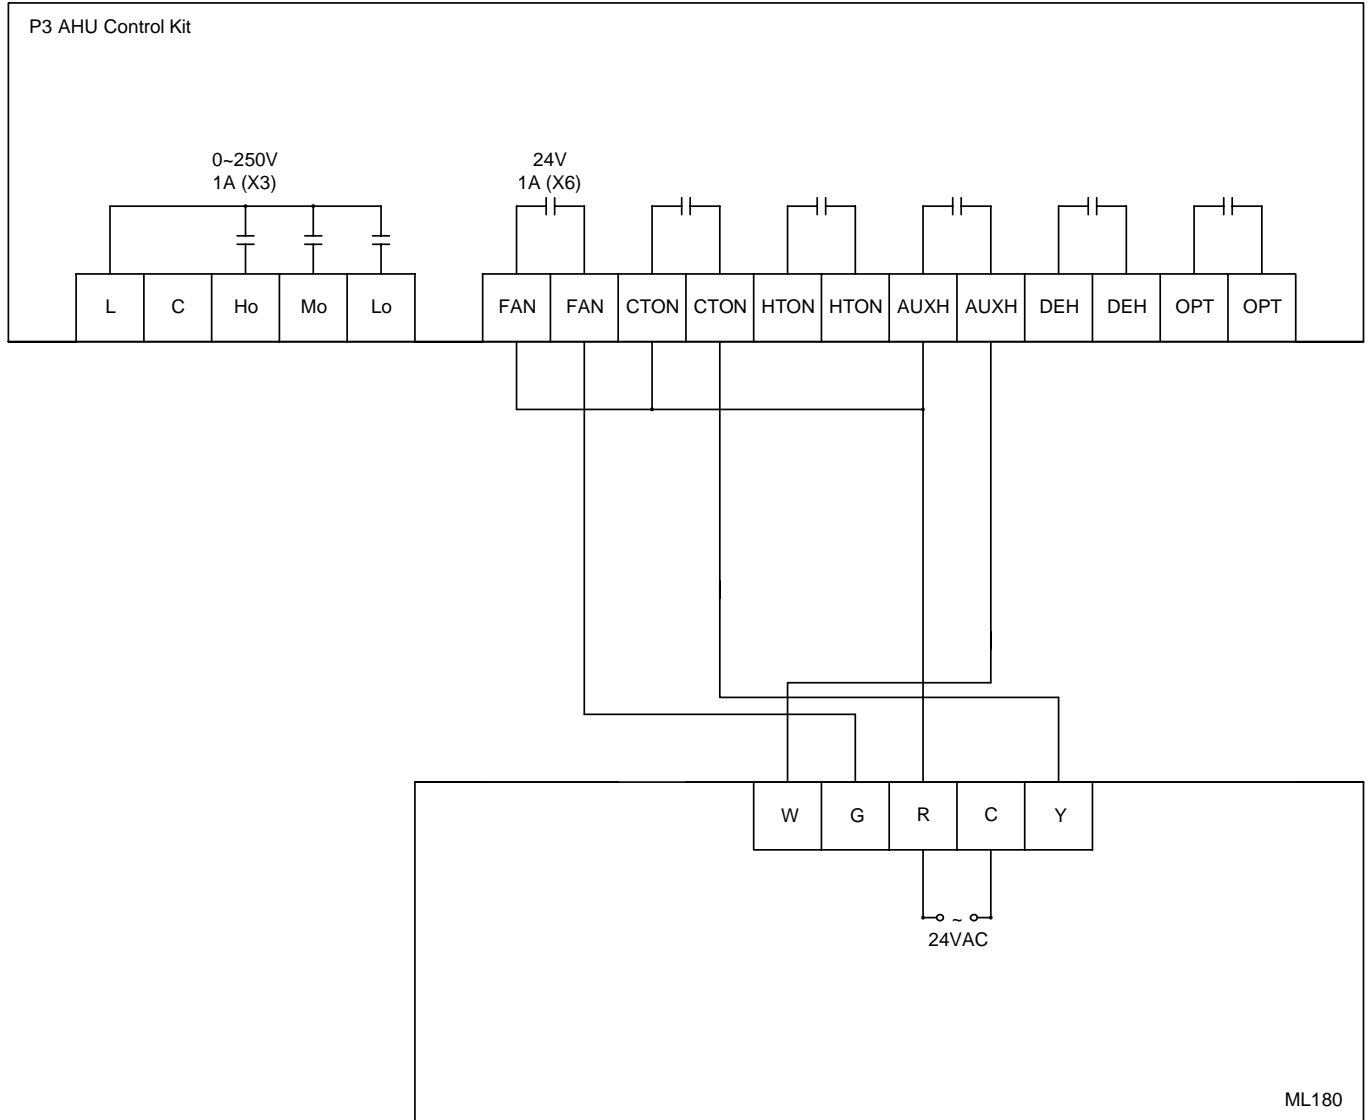 P3 AHU Control Kit
0~250V
1A (X3)
24V
1A (X6)
L C Ho Mo Lo FAN FAN CTON CTON HTON HTON AUXH AUXH DEH DEH OPT OPT
W G R C Y
~
24VAC
ML180